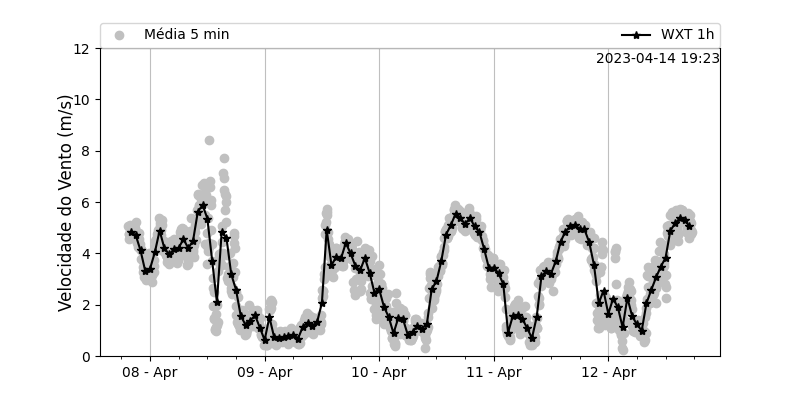 Média 5 min
WXT 1h
2023-04-14 19:23
Velocidade do Vento (m/s)
12
10
8
6
4
2
0
08 - Apr
09 - Apr
10 - Apr
11 - Apr
12 - Apr